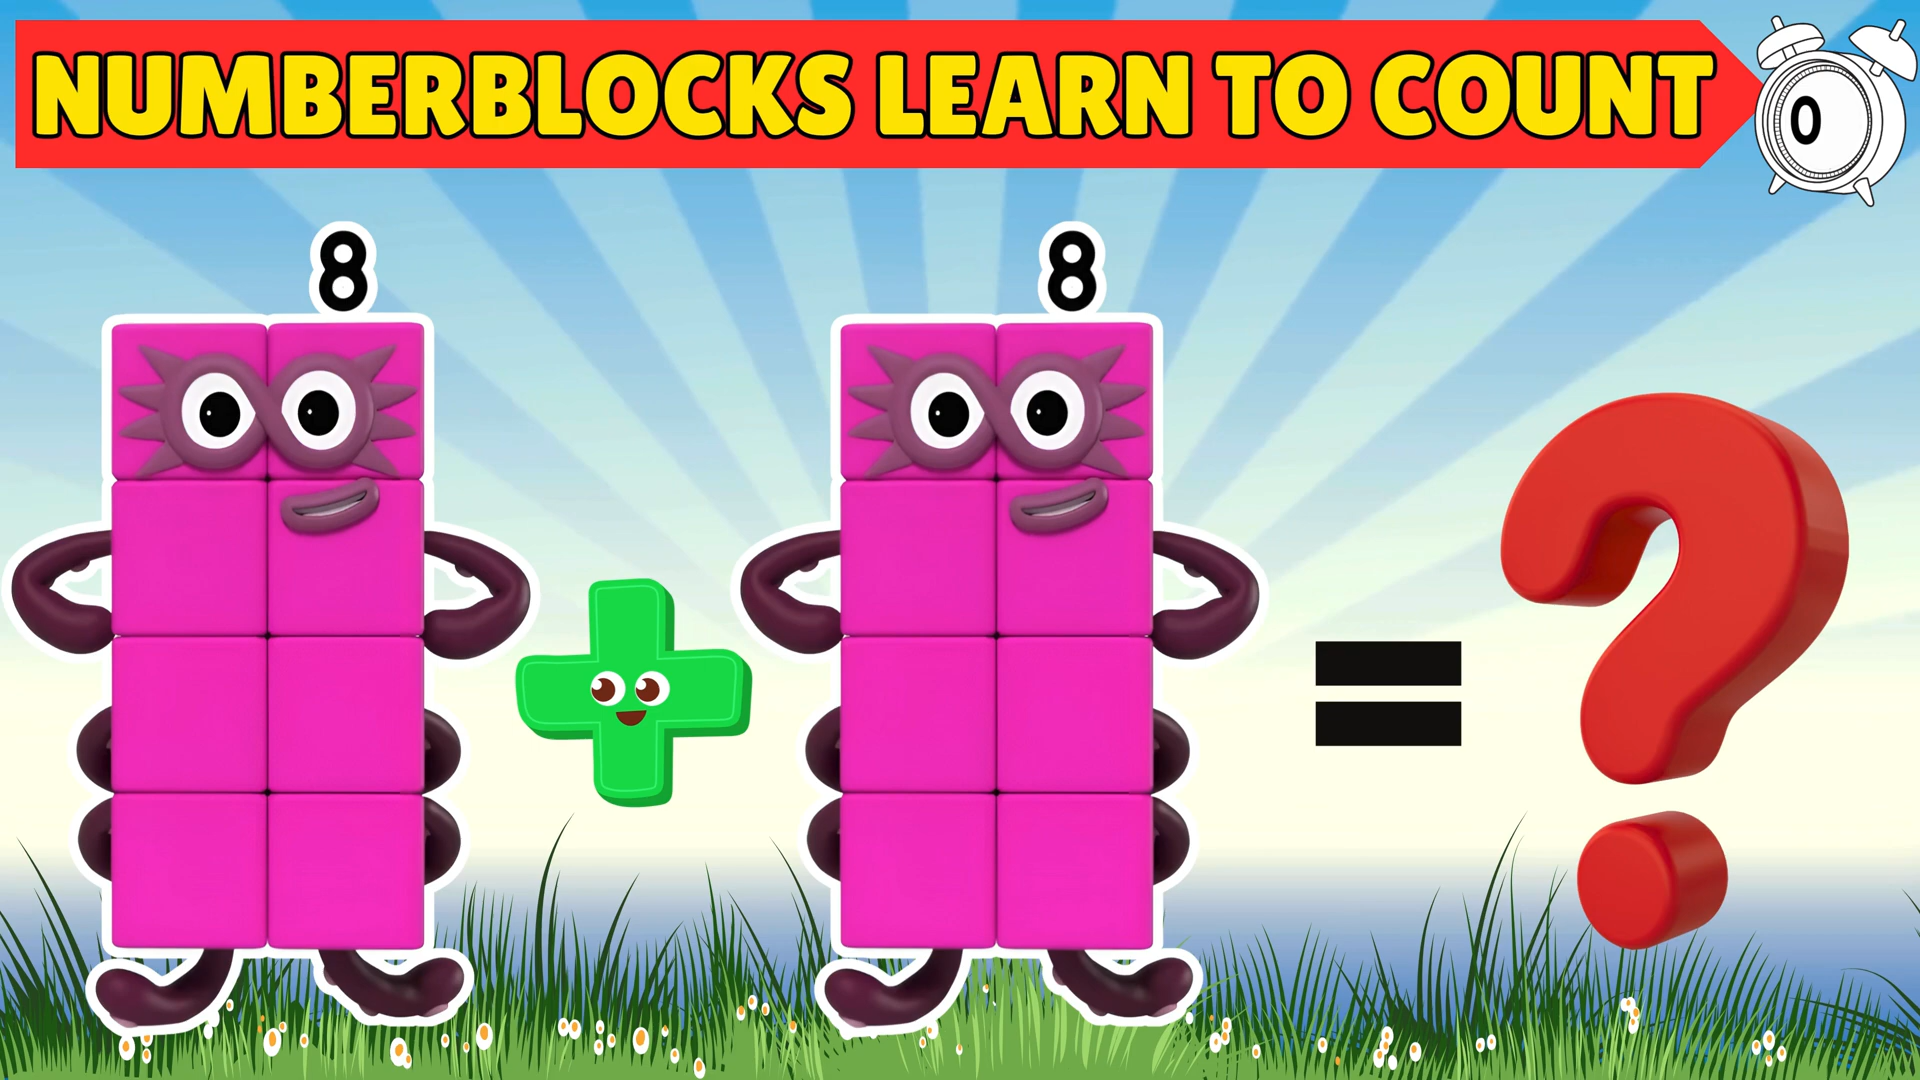 NUMBERBLOCKS LEARN TO COUNT
0
8 + 8 = ?